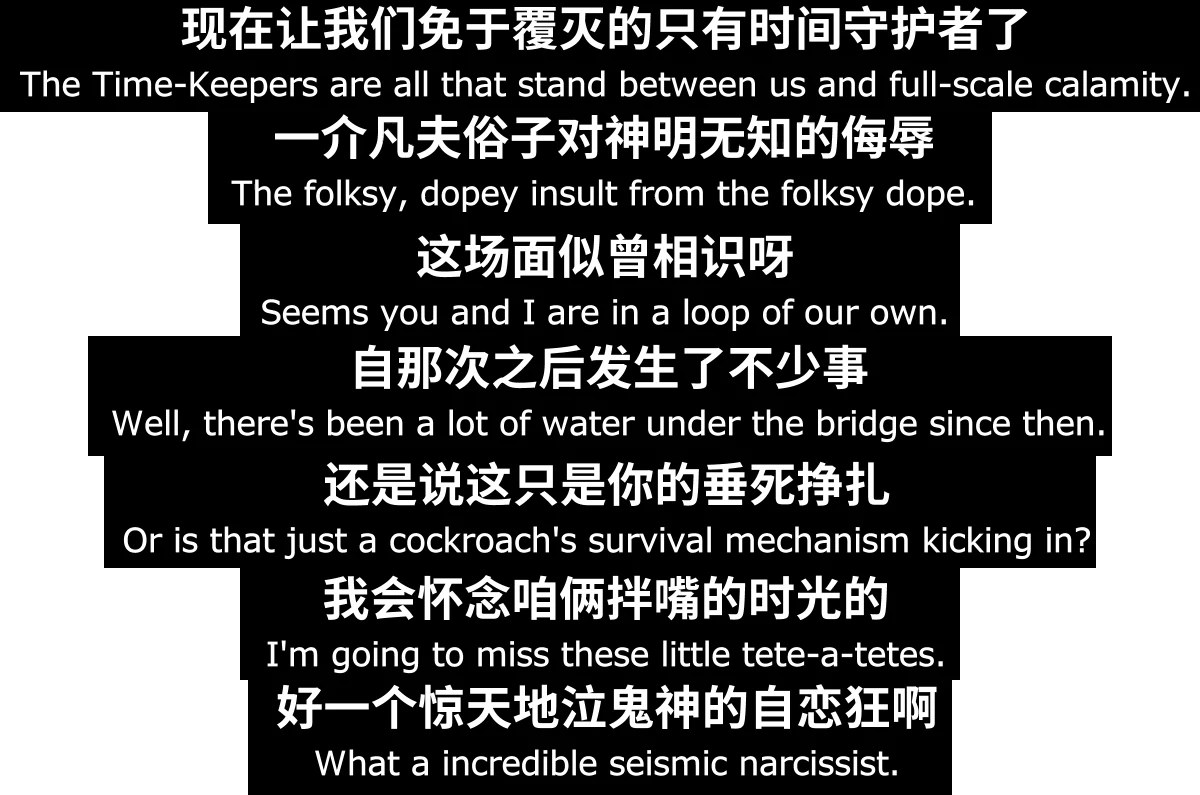 现在让我们免于覆灭的只有时间守护者了
The Time-Keepers are all that stand between us and full-scale calamity.
一介凡夫俗子对神明无知的侮辱
The folksy, dopey insult from the folksy dope.
这场面似曾相识呀
Seems you and I are in a loop of our own.
自那次之后发生了不少事
Well, there's been a lot of water under the bridge since then.
还是说这只是你的垂死挣扎
Or is that just a cockroach's survival mechanism kicking in?
我会怀念咱俩拌嘴的时光的
I'm going to miss these little tete-a-tetes.
好一个惊天地泣鬼神的自恋狂啊
What a incredible seismic narcissist.